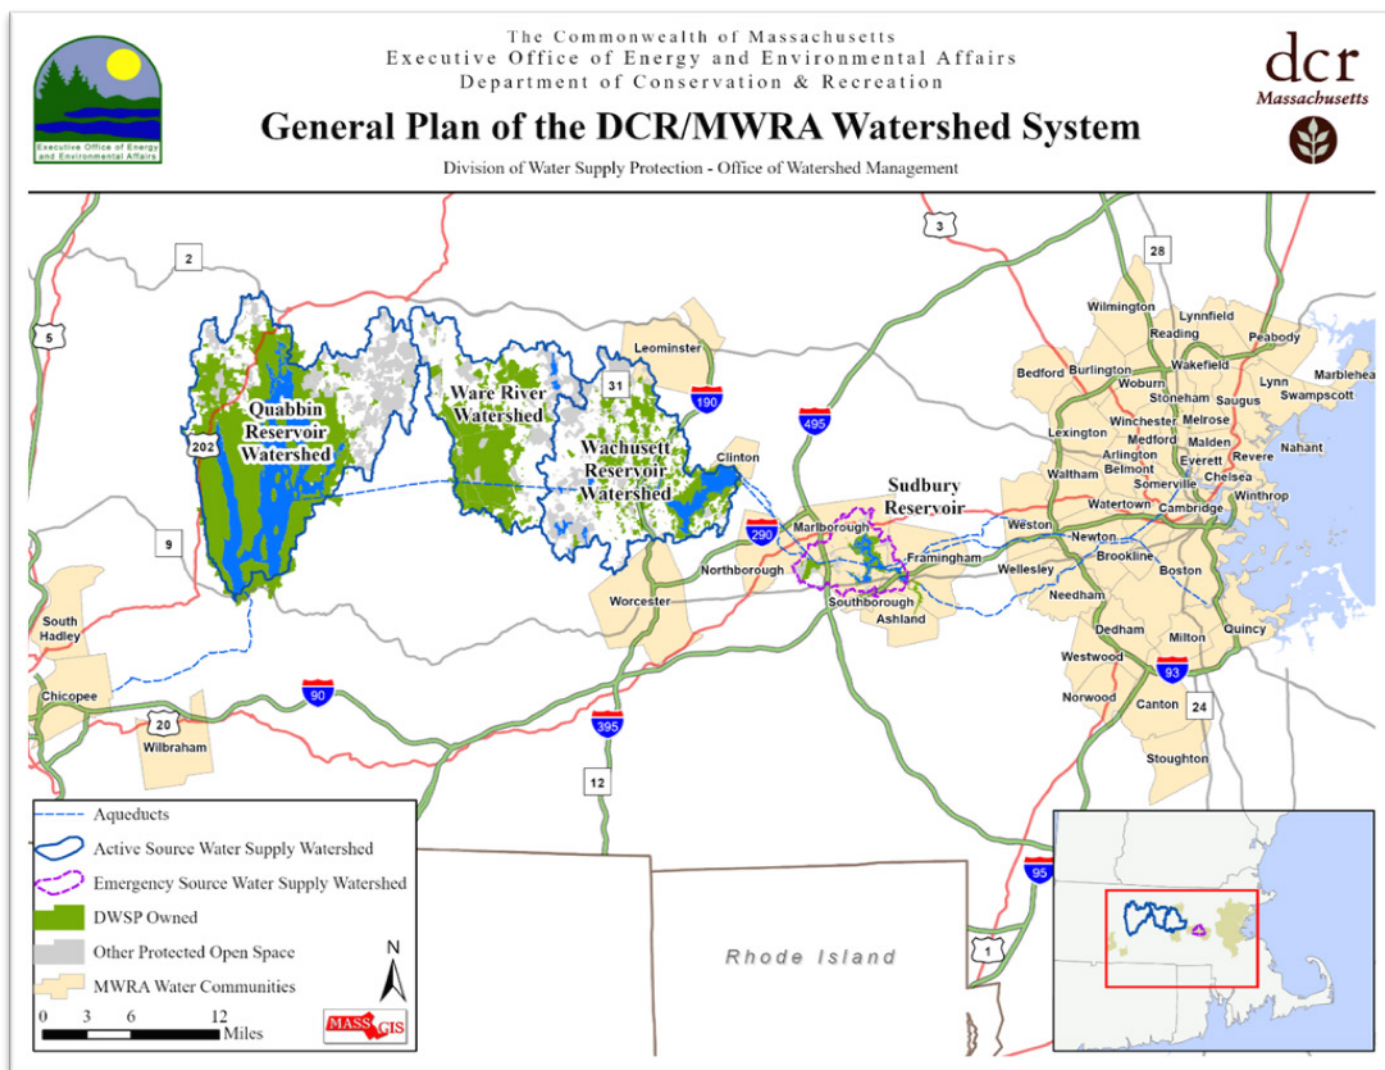 The Commonwealth of Massachusetts
Executive Office of Energy and Environmental Affairs
Department of Conservation & Recreation
General Plan of the DCR/MWRA Watershed System
Division of Water Supply Protection - Office of Watershed Management
Executive Office of Energy
and Environmental Affairs
dcr
Massachusetts
3
28
2
5
Wilmington
Lynnfield
Reading
Peabody
Leominster
Bedford
Burlington
Wakefield
Marblehea
Woburn
Lynn
Stoneham
Saugus
Swampscott
31
190
495
Ware River
Watershed
Quabbin
Reservoir
Watershed
202
Wachusett
Reservoir
Watershed
Clinton
Winchester
Melrose
Lexington
Medford
Malden
Nahant
Arlington
Everett
Revere
Belmont
Waltham
Somerville
Chelsea
Winthrop
Watertown
Cambridge
Sudbury
Reservoir
Weston
Marlborough
290
9
Newton
Framingham
Brookline
Northborough
Wellesley
Boston
Needham
Worcester
Southborough
Ashland
South
Hadley
Dedham
Milton
Quincy
Westwood
93
Chicopee
90
Norwood
Canton
24
20
395
Wilbraham
Stoughton
12
95
1
Rhode Island
Aqueducts
Active Source Water Supply Watershed
Emergency Source Water Supply Watershed
DWSP Owned
Other Protected Open Space
MWRA Water Communities
N
0 3 6 12
Miles
MASS GIS